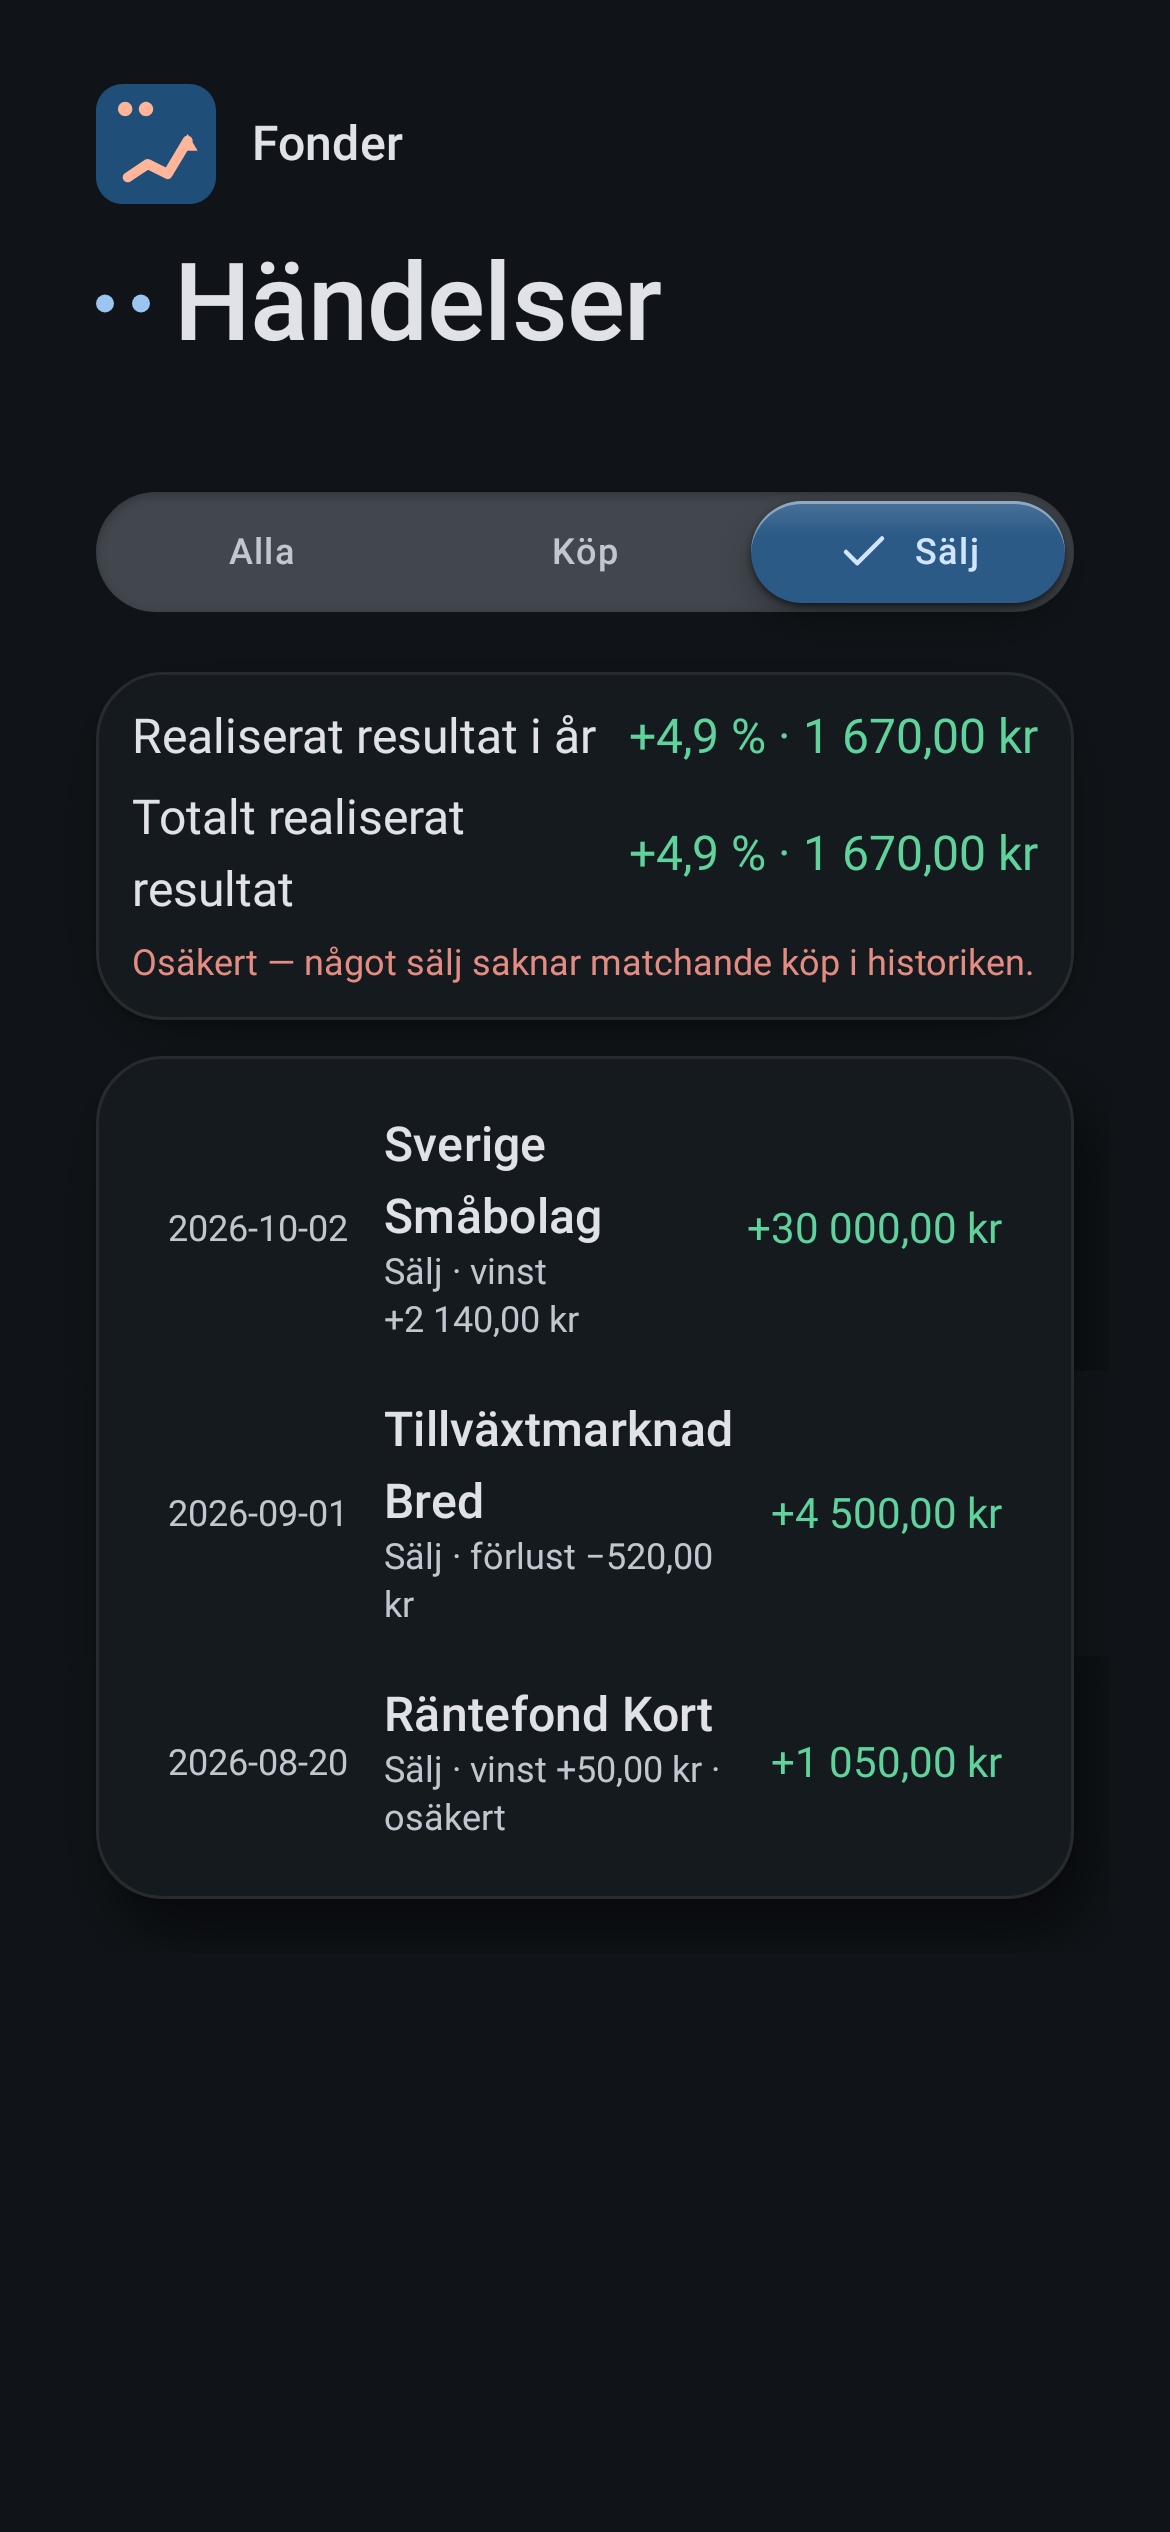 Fonder
Händelser
Alla
Köp
Sälj
Realiserat resultat i år +4,9 % · 1 670,00 kr
Totalt realiserat
resultat
+4,9 % · 1 670,00 kr
Osäkert — något sälj saknar matchande köp i historiken.
2026-10-02
Sverige
Småbolag
Sälj · vinst
+2 140,00 kr
+30 000,00 kr
2026-09-01
Tillväxtmarknad
Bred
Sälj · förlust −520,00
kr
+4 500,00 kr
2026-08-20
Räntefond Kort
Sälj · vinst +50,00 kr ·
osäkert
+1 050,00 kr